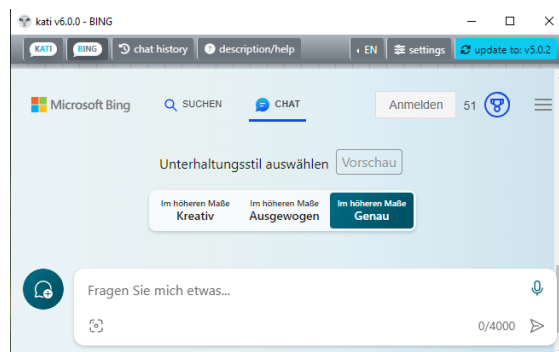 kati v6.0.0 - BING
KATI BING chat history ? description/help EN settings update to: v5.0.2
Microsoft Bing SUCHEN CHAT Anmelden 51
Unterhaltungsstil auswählen Vorschau
Im höheren Maße Im höheren Maße Im höheren Maße
Kreativ Ausgewogen Genau
Fragen Sie mich etwas...
0/4000